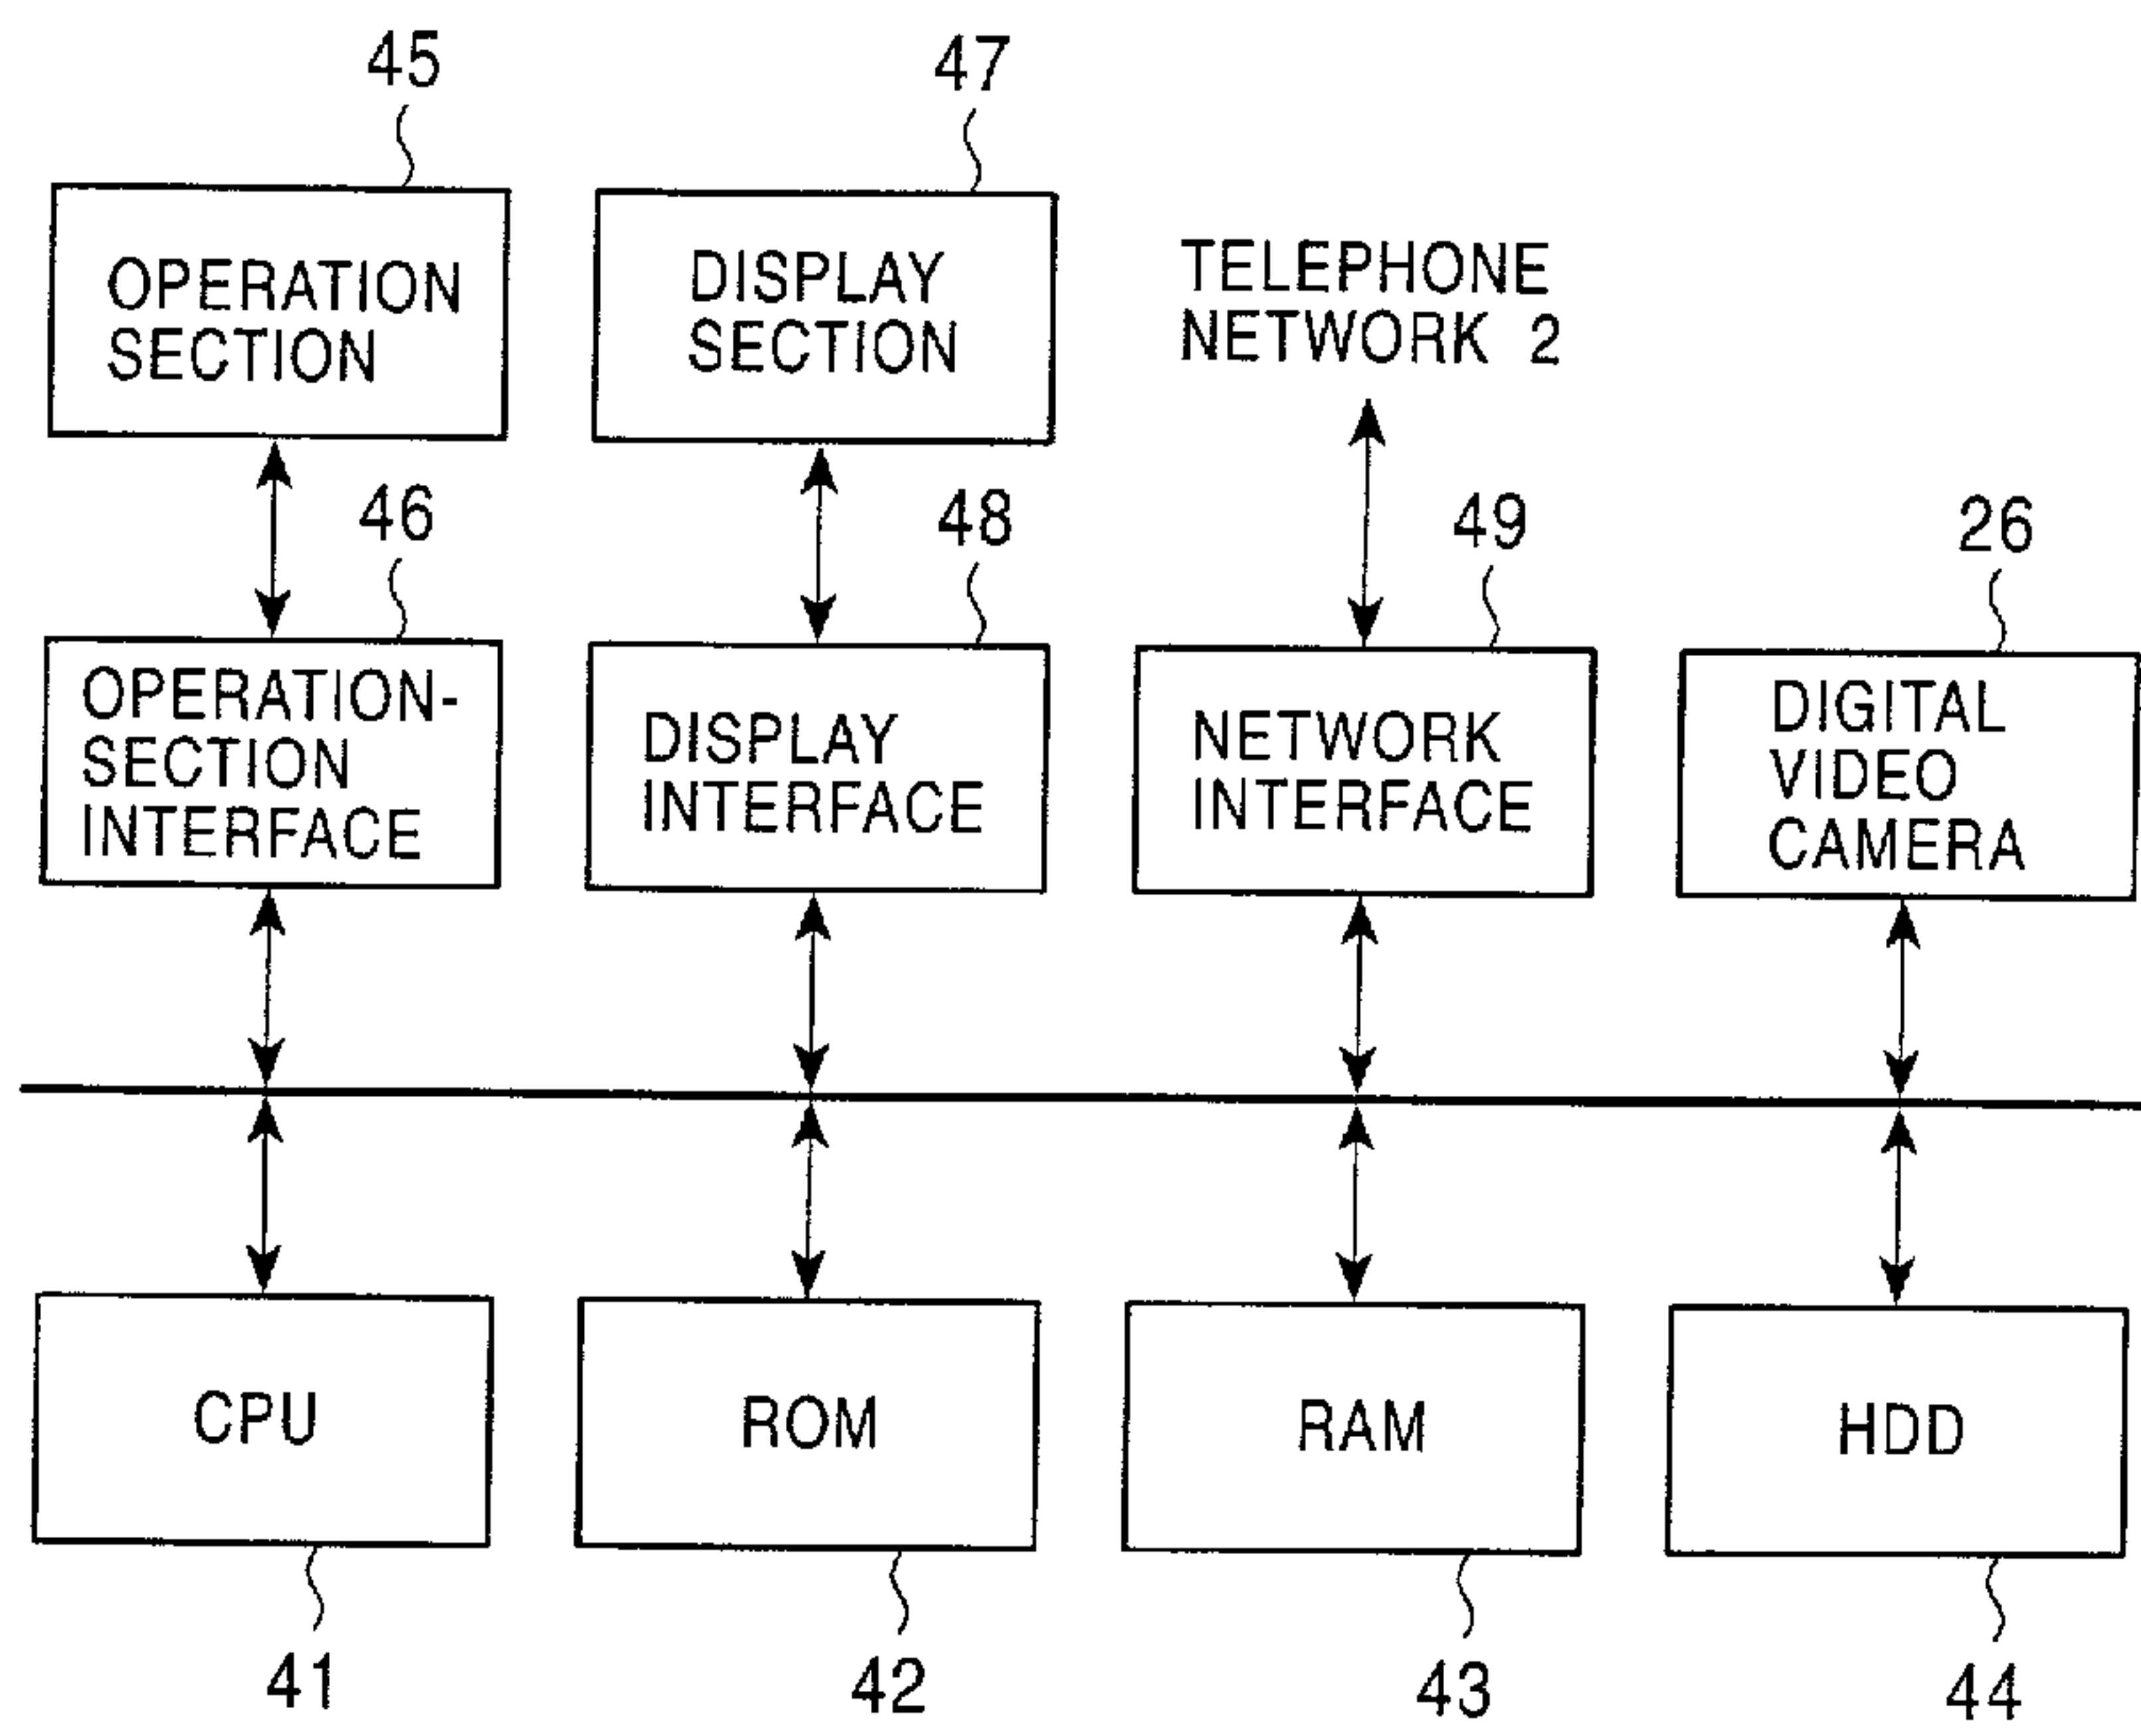 45
47
OPERATION
SECTION
DISPLAY
SECTION
TELEPHONE
NETWORK 2
46
48
49
26
OPERATION-
SECTION
INTERFACE
DISPLAY
INTERFACE
NETWORK
INTERFACE
DIGITAL
VIDEO
CAMERA
CPU
ROM
RAM
HDD
41
42
43
44